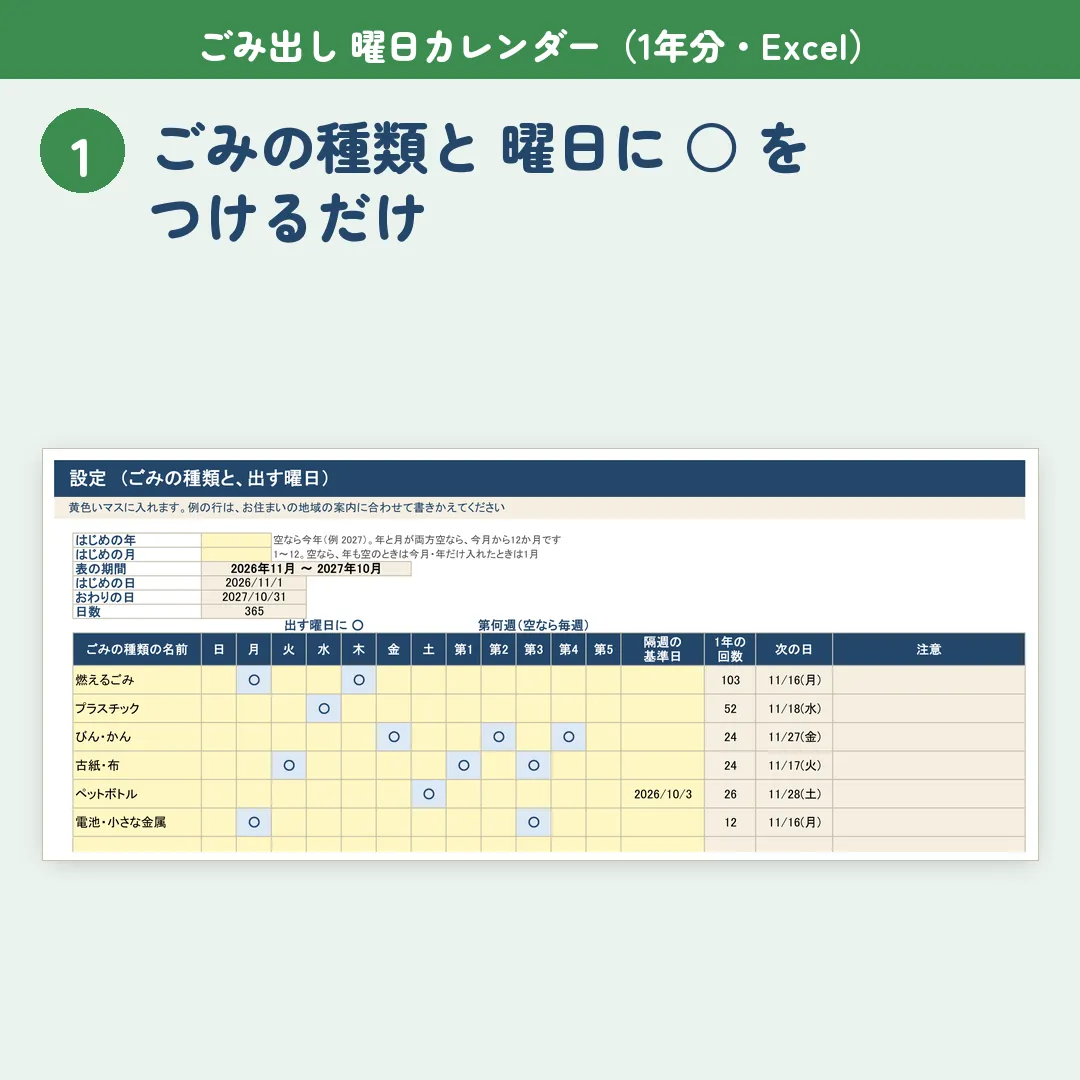 ごみ出し 曜日カレンダー（1年分・Excel）
1 ごみの種類と 曜日に ○ を
つけるだけ
設定 （ごみの種類と、出す曜日）
黄色いマスに入れます。例の行は、お住まいの地域の案内に合わせて書きかえてください
はじめの年 空なら今年（例 2027）。年と月が両方空なら、今月から12か月です
はじめの月 1～12。空なら、年も空のときは今月・年だけ入れたときは1月
表の期間 2026年11月 ～ 2027年10月
はじめの日 2026/11/1
おわりの日 2027/10/31
日数 365
出す曜日に ○ 第何週（空なら毎週）
ごみの種類の名前 日 月 火 水 木 金 土 第1 第2 第3 第4 第5 隔週の基準日 1年の回数 次の日 注意
燃えるごみ ○ ○ 103 11/16(月)
プラスチック ○ 52 11/18(水)
びん・かん ○ ○ ○ 24 11/27(金)
古紙・布 ○ ○ ○ 24 11/17(火)
ペットボトル ○ 2026/10/3 26 11/28(土)
電池・小さな金属 ○ ○ 12 11/16(月)